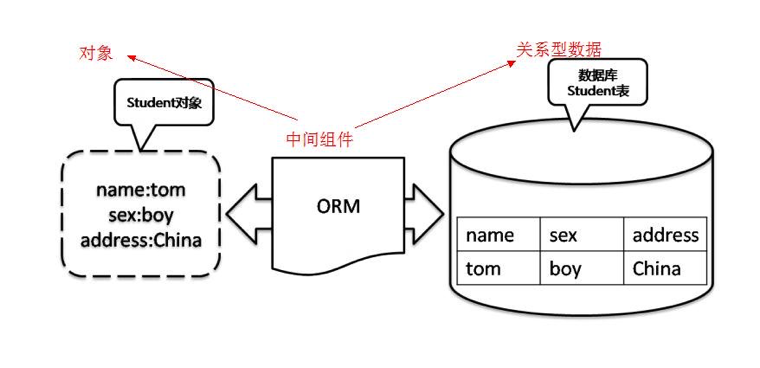 对象
关系型数据
Student对象
数据库
Student表
中间组件
name:tom
sex:boy
address:China
ORM
name sex address
tom boy China